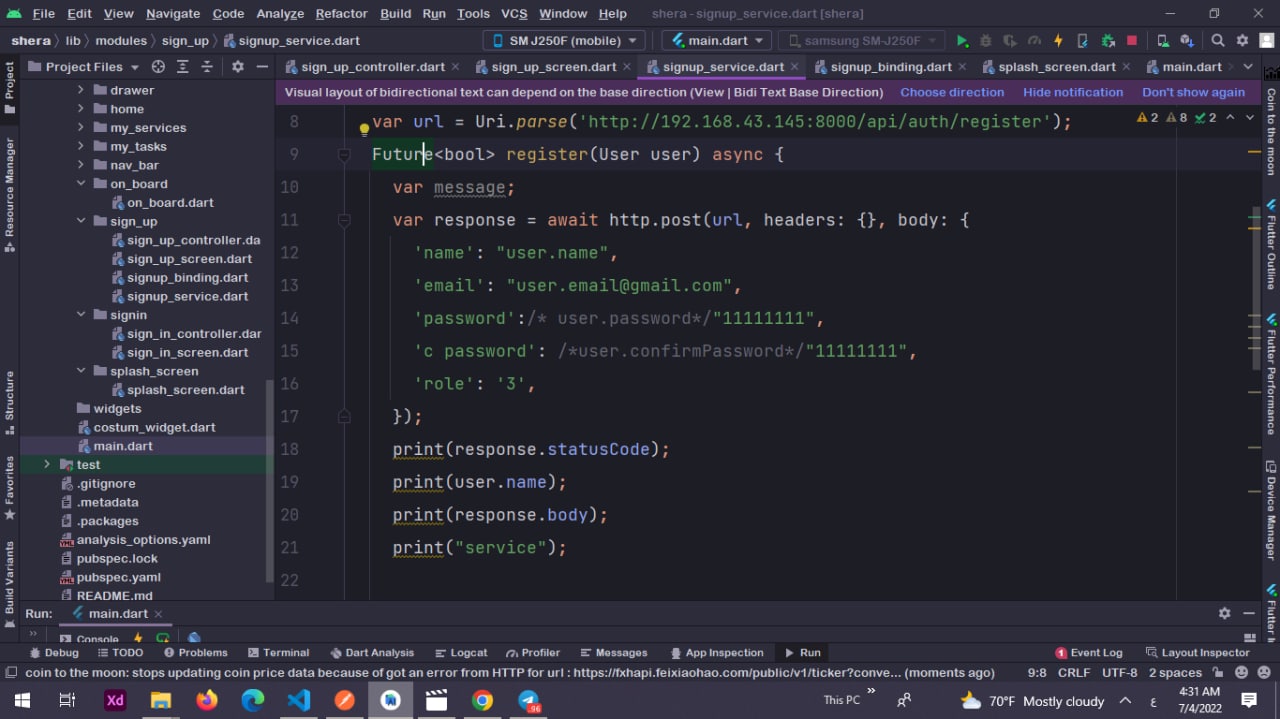 File Edit View Navigate Code Analyze Refactor Build Run Tools VCS Window Help shera - signup_service.dart [shera]
shera lib modules sign_up signup_service.dart SM J250F (mobile) main.dart samsung SM-J250F
Project Files sign_up_controller.dart sign_up_screen.dart signup_service.dart signup_binding.dart splash_screen.dart main.dart
Visual layout of bidirectional text can depend on the base direction (View | Bidi Text Base Direction) Choose direction Hide notification Don't show again
Project
Resource Manager
Structure
Favorites
Build Variants
drawer
home
my_services
my_tasks
nav_bar
on_board
on_board.dart
sign_up
sign_up_controller.da
sign_up_screen.dart
signup_binding.dart
signup_service.dart
signin
sign_in_controller.dar
sign_in_screen.dart
splash_screen
splash_screen.dart
widgets
costum_widget.dart
main.dart
test
.gitignore
.metadata
.packages
analysis_options.yaml
pubspec.lock
pubspec.yaml
README.md
8 var url = Uri.parse('http://192.168.43.145:8000/api/auth/register'); 2 8 2
9 Future<bool> register(User user) async {
10 var message;
11 var response = await http.post(url, headers: {}, body: {
12 'name': "user.name",
13 'email': "user.email@gmail.com",
14 'password':/* user.password*/"11111111",
15 'c password': /*user.confirmPassword*/"11111111",
16 'role': '3',
17 });
18 print(response.statusCode);
19 print(user.name);
20 print(response.body);
21 print("service");
22
Coin to the moon
Flutter Outline
Flutter Performance
Device Manager
Run: main.dart
Console
Debug TODO Problems Terminal Dart Analysis Logcat Profiler Messages App Inspection Run 1 Event Log Layout Inspector
coin to the moon: stops updating coin price data because of got an error from HTTP for url : https://fxhapi.feixiaohao.com/public/v1/ticker?conve... (moments ago) 9:8 CRLF UTF-8 2 spaces
Xd 96 This PC 70°F Mostly cloudy ع 4:31 AM
7/4/2022